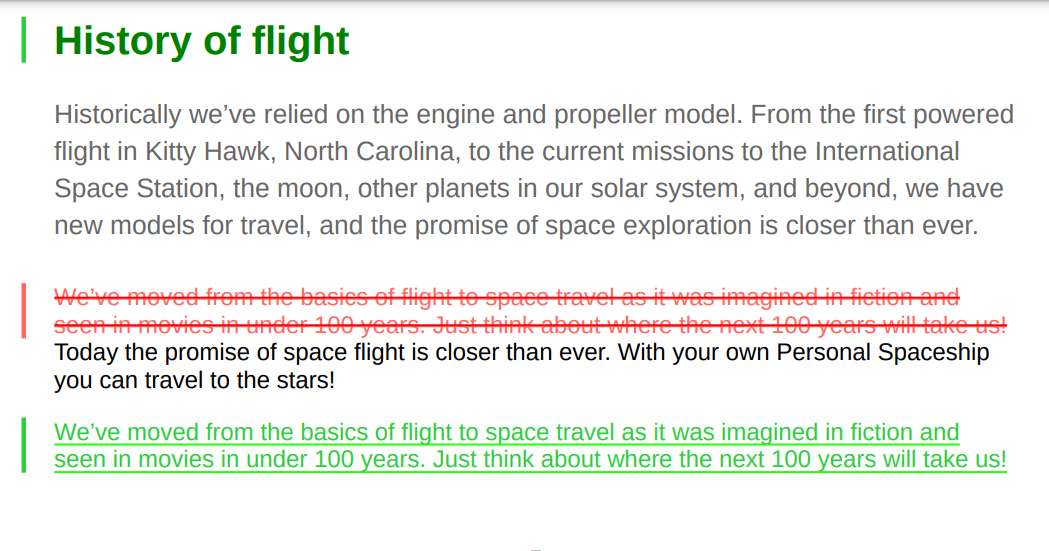 History of flight
Historically we’ve relied on the engine and propeller model. From the first powered
flight in Kitty Hawk, North Carolina, to the current missions to the International
Space Station, the moon, other planets in our solar system, and beyond, we have
new models for travel, and the promise of space exploration is closer than ever.
We’ve moved from the basics of flight to space travel as it was imagined in fiction and
seen in movies in under 100 years. Just think about where the next 100 years will take us!
Today the promise of space flight is closer than ever. With your own Personal Spaceship
you can travel to the stars!
We’ve moved from the basics of flight to space travel as it was imagined in fiction and
seen in movies in under 100 years. Just think about where the next 100 years will take us!